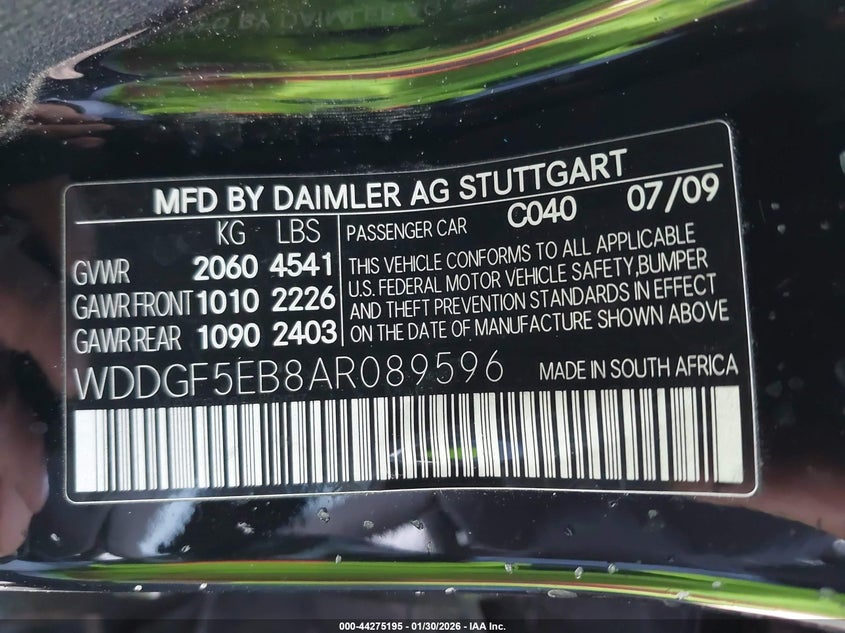 MFD BY DAIMLER AG STUTTGART
C040 07/09
KG LBS
GVWR 2060 4541
GAWR FRONT 1010 2226
GAWR REAR 1090 2403
PASSENGER CAR
THIS VEHICLE CONFORMS TO ALL APPLICABLE
U.S. FEDERAL MOTOR VEHICLE SAFETY, BUMPER
AND THEFT PREVENTION STANDARDS IN EFFECT
ON THE DATE OF MANUFACTURE SHOWN ABOVE
WDDGF5EB8AR089596 MADE IN SOUTH AFRICA
000-44275195 - 01/30/2026 - IAA Inc.